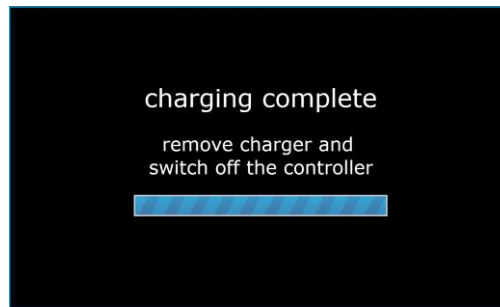 charging complete
remove charger and
switch off the controller